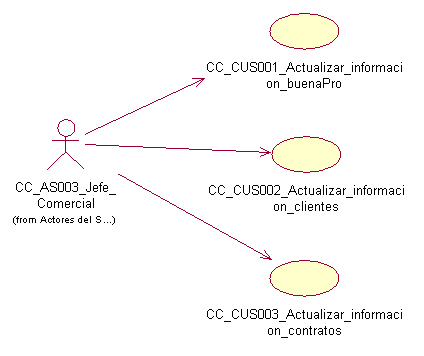 CC_CUS001_Actualizar_informaci
on_buenaPro
CC_AS003_Jefe_
Comercial
(from Actores del S...)
CC_CUS002_Actualizar_informaci
on_clientes
CC_CUS003_Actualizar_informaci
on_contratos